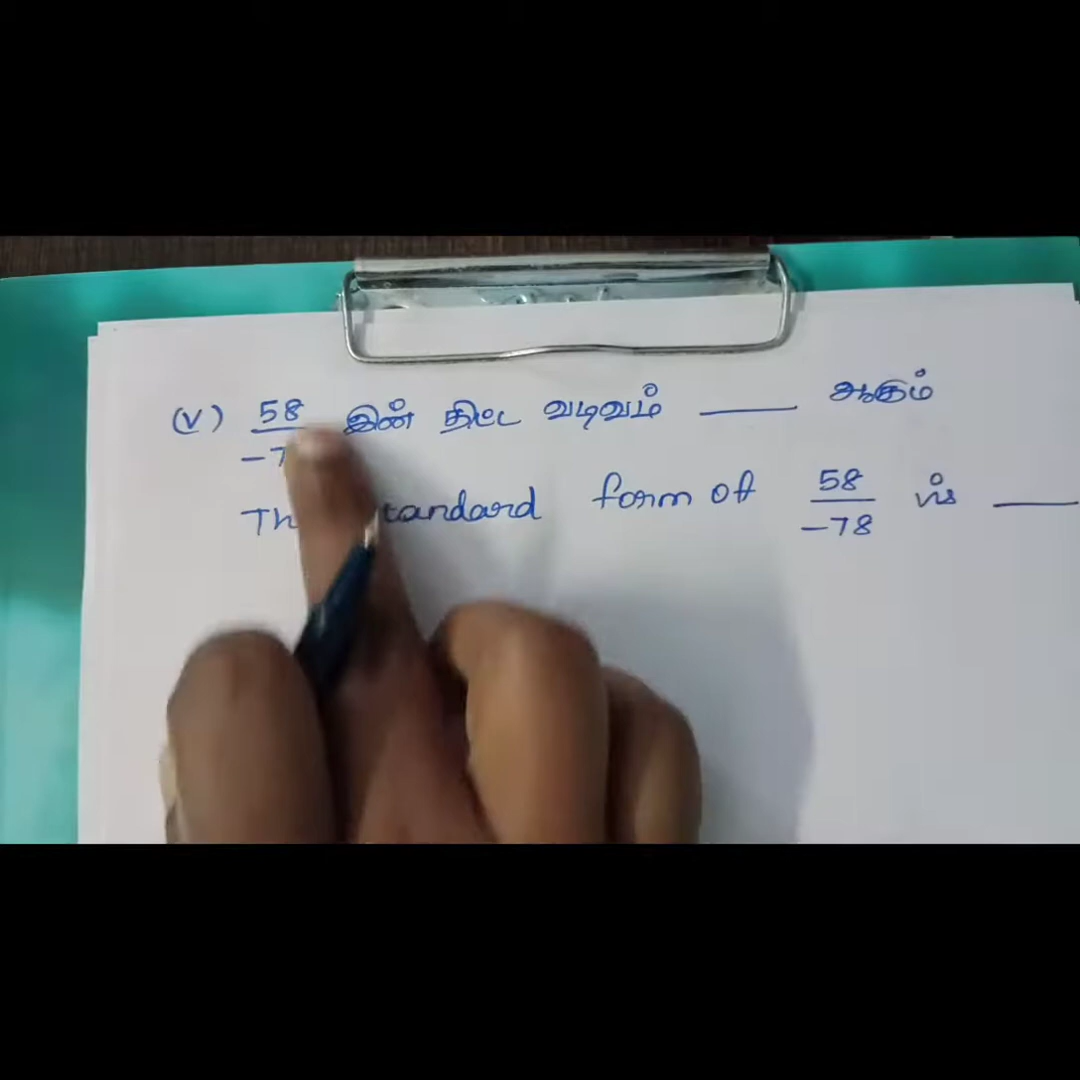 (v) 58/-7 இன் திட்ட வடிவம் ____ ஆகும்
Th tandard form of 58/-78 is ____